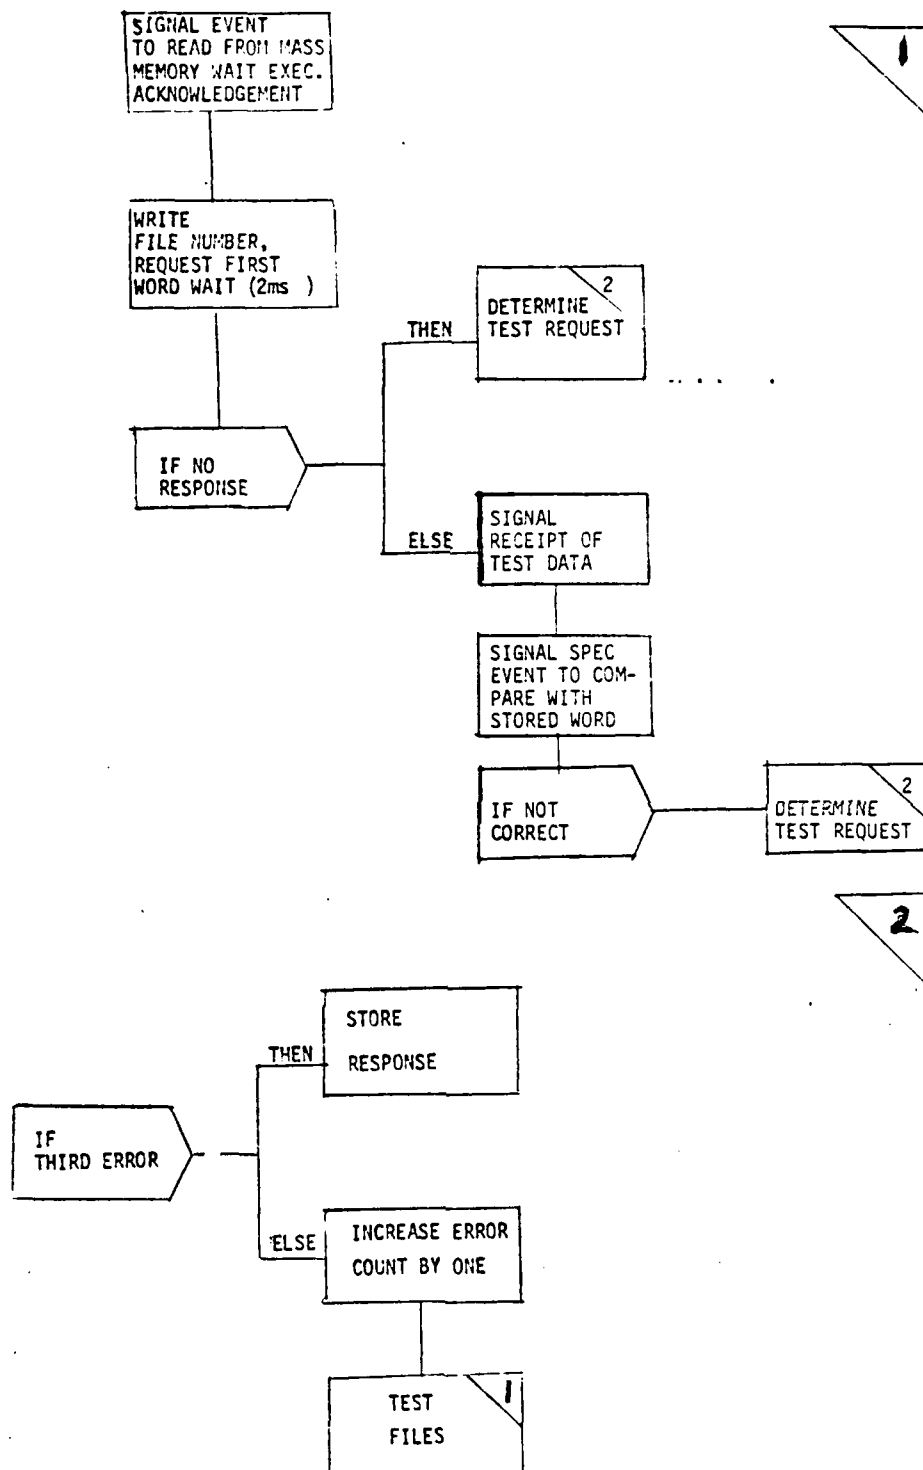 SIGNAL EVENT
TO READ FROM MASS
MEMORY WAIT EXEC.
ACKNOWLEDGEMENT
1
WRITE
FILE NUMBER,
REQUEST FIRST
WORD WAIT (2ms )
2
DETERMINE
TEST REQUEST
THEN
IF NO
RESPONSE
ELSE
SIGNAL
RECEIPT OF
TEST DATA
SIGNAL SPEC
EVENT TO COM-
PARE WITH
STORED WORD
IF NOT
CORRECT
2
DETERMINE
TEST REQUEST
2
STORE
RESPONSE
THEN
IF
THIRD ERROR
ELSE
INCREASE ERROR
COUNT BY ONE
1
TEST
FILES